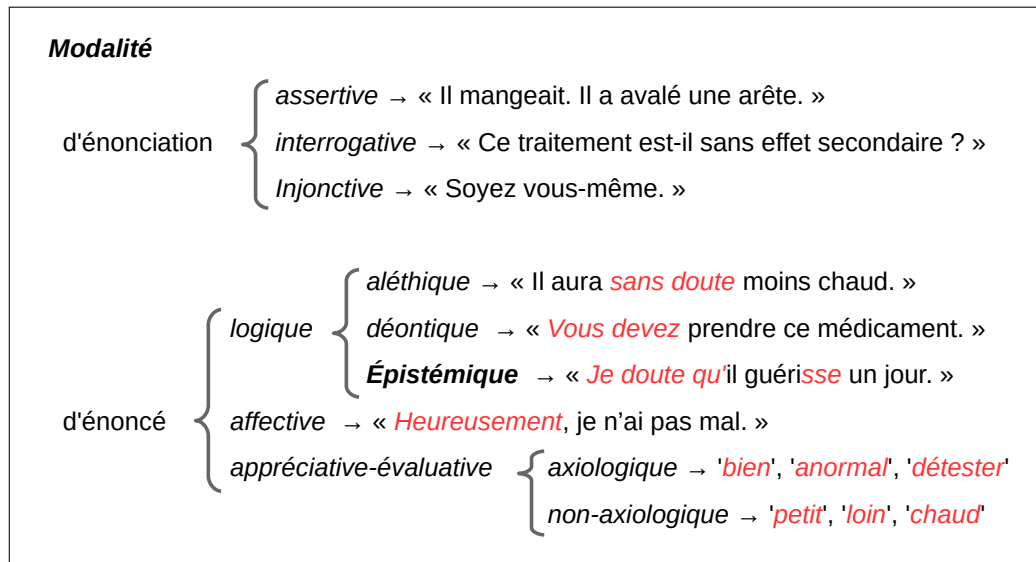 Modalité
assertive → « Il mangeait. Il a avalé une arête. »
d'énonciation interrogative → « Ce traitement est-il sans effet secondaire ? »
Injonctive → « Soyez vous-même. »
aléthique → « Il aura sans doute moins chaud. »
logique déontique → « Vous devez prendre ce médicament. »
Épistémique → « Je doute qu'il guérisse un jour. »
d'énoncé affective → « Heureusement, je n’ai pas mal. »
appréciative-évaluative axiologique → 'bien', 'anormal', 'détester'
non-axiologique → 'petit', 'loin', 'chaud'